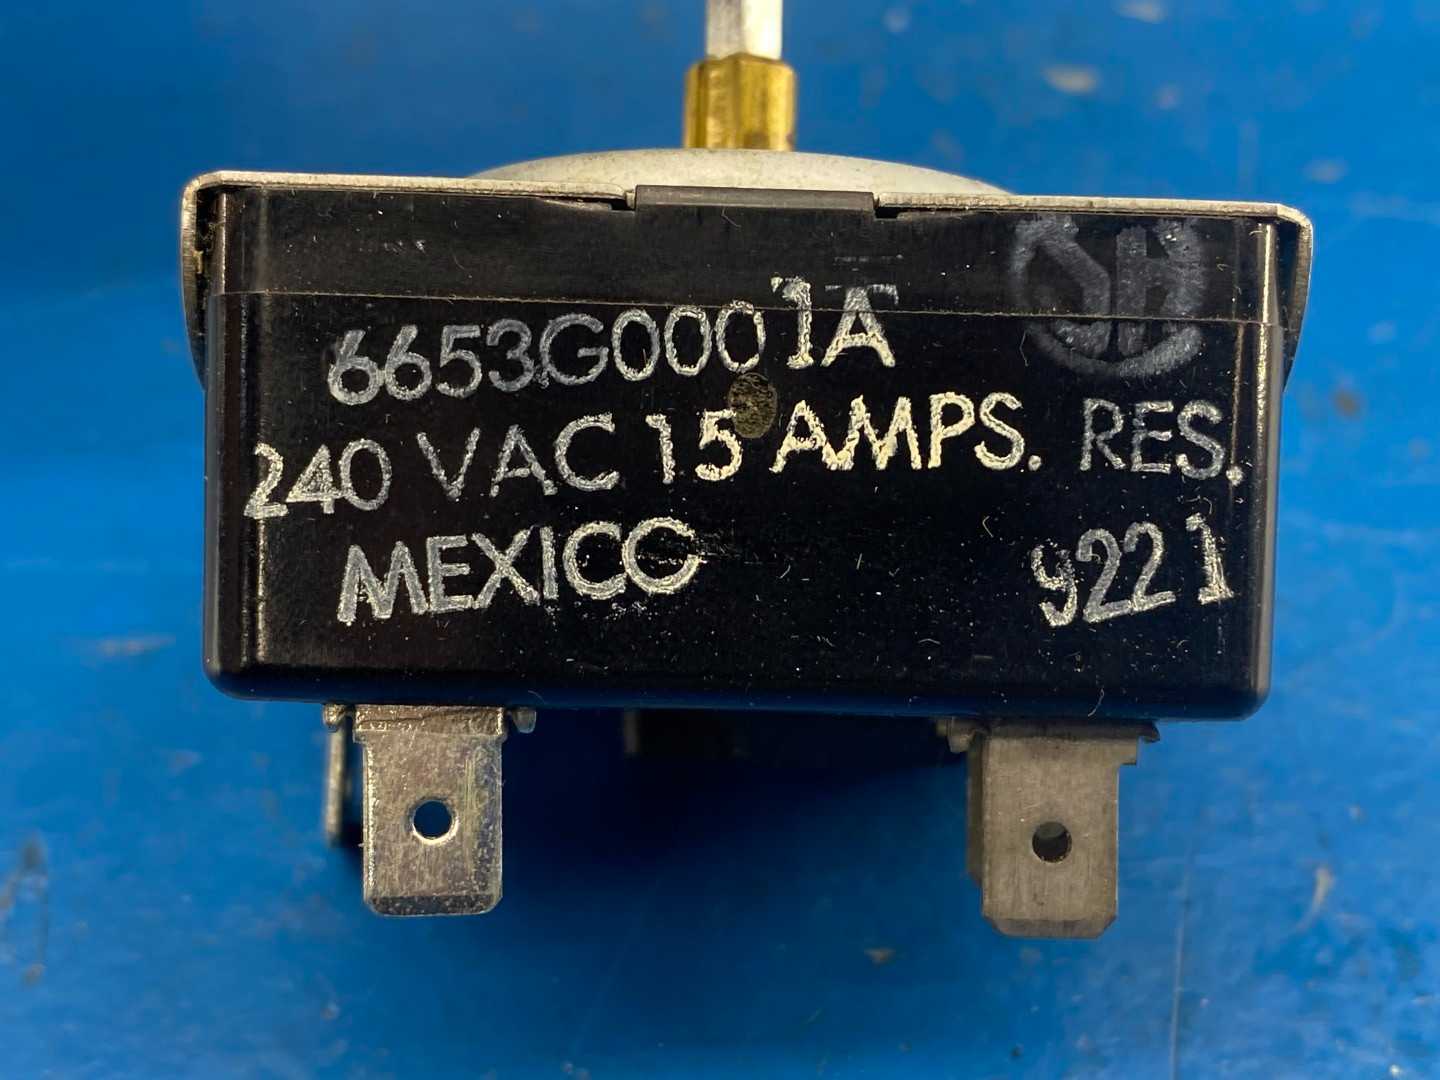 6653G0001A
240 VAC 15 AMPS. RES.
MEXICO 9221